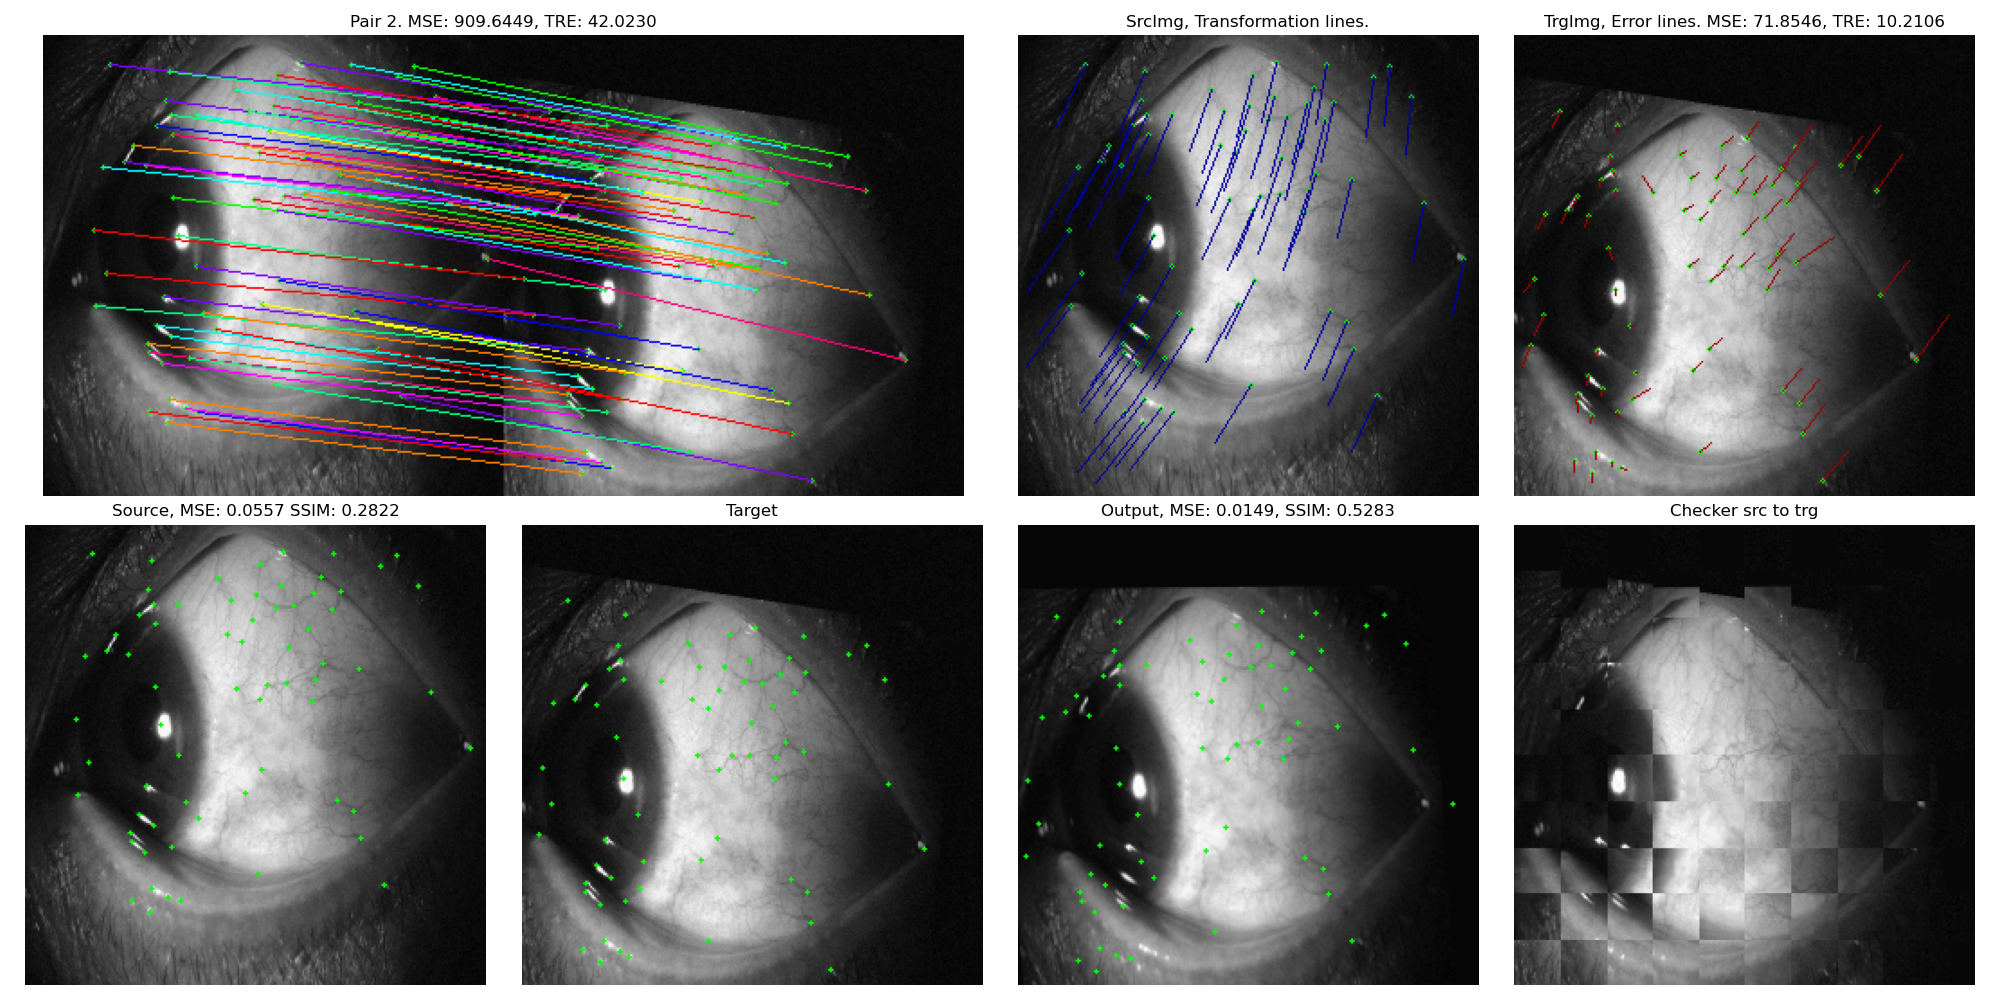 Pair 2. MSE: 909.6449, TRE: 42.0230
SrcImg, Transformation lines.
TrgImg, Error lines. MSE: 71.8546, TRE: 10.2106
Source, MSE: 0.0557 SSIM: 0.2822
Target
Output, MSE: 0.0149, SSIM: 0.5283
Checker src to trg